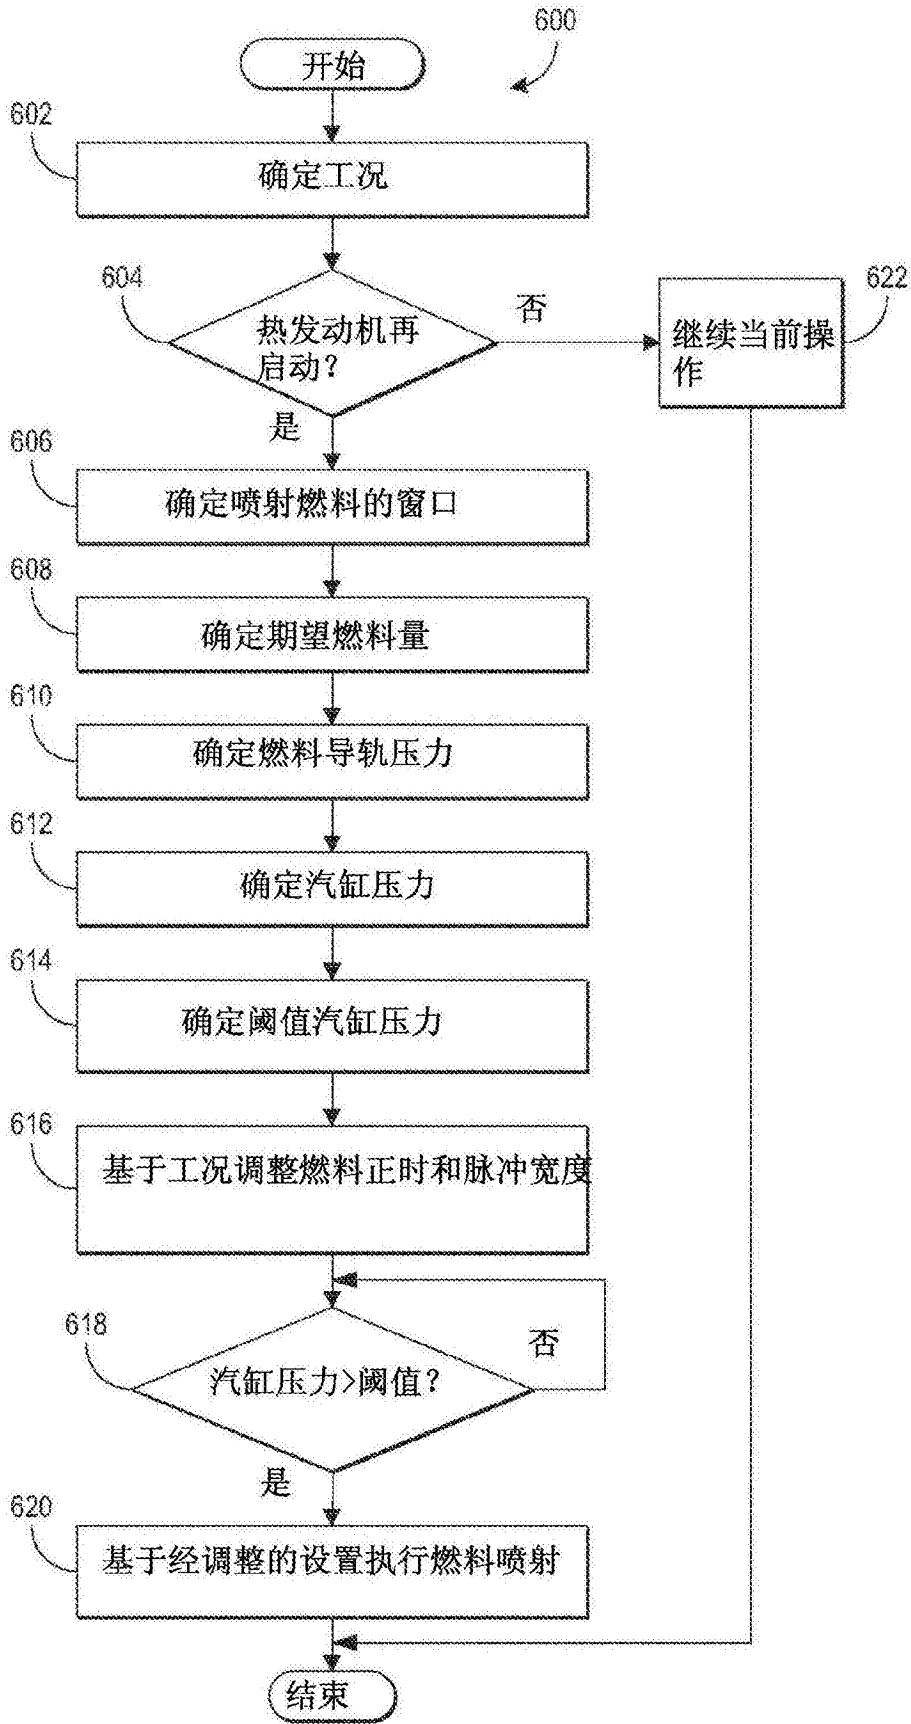 600
开始
602
确定工况
604
热发动机再
启动？
否
622
继续当前操
作
是
606
确定喷射燃料的窗口
608
确定期望燃料量
610
确定燃料导轨压力
612
确定汽缸压力
614
确定阈值汽缸压力
616
基于工况调整燃料正时和脉冲宽度
618
汽缸压力>阈值？
否
是
620
基于经调整的设置执行燃料喷射
结束